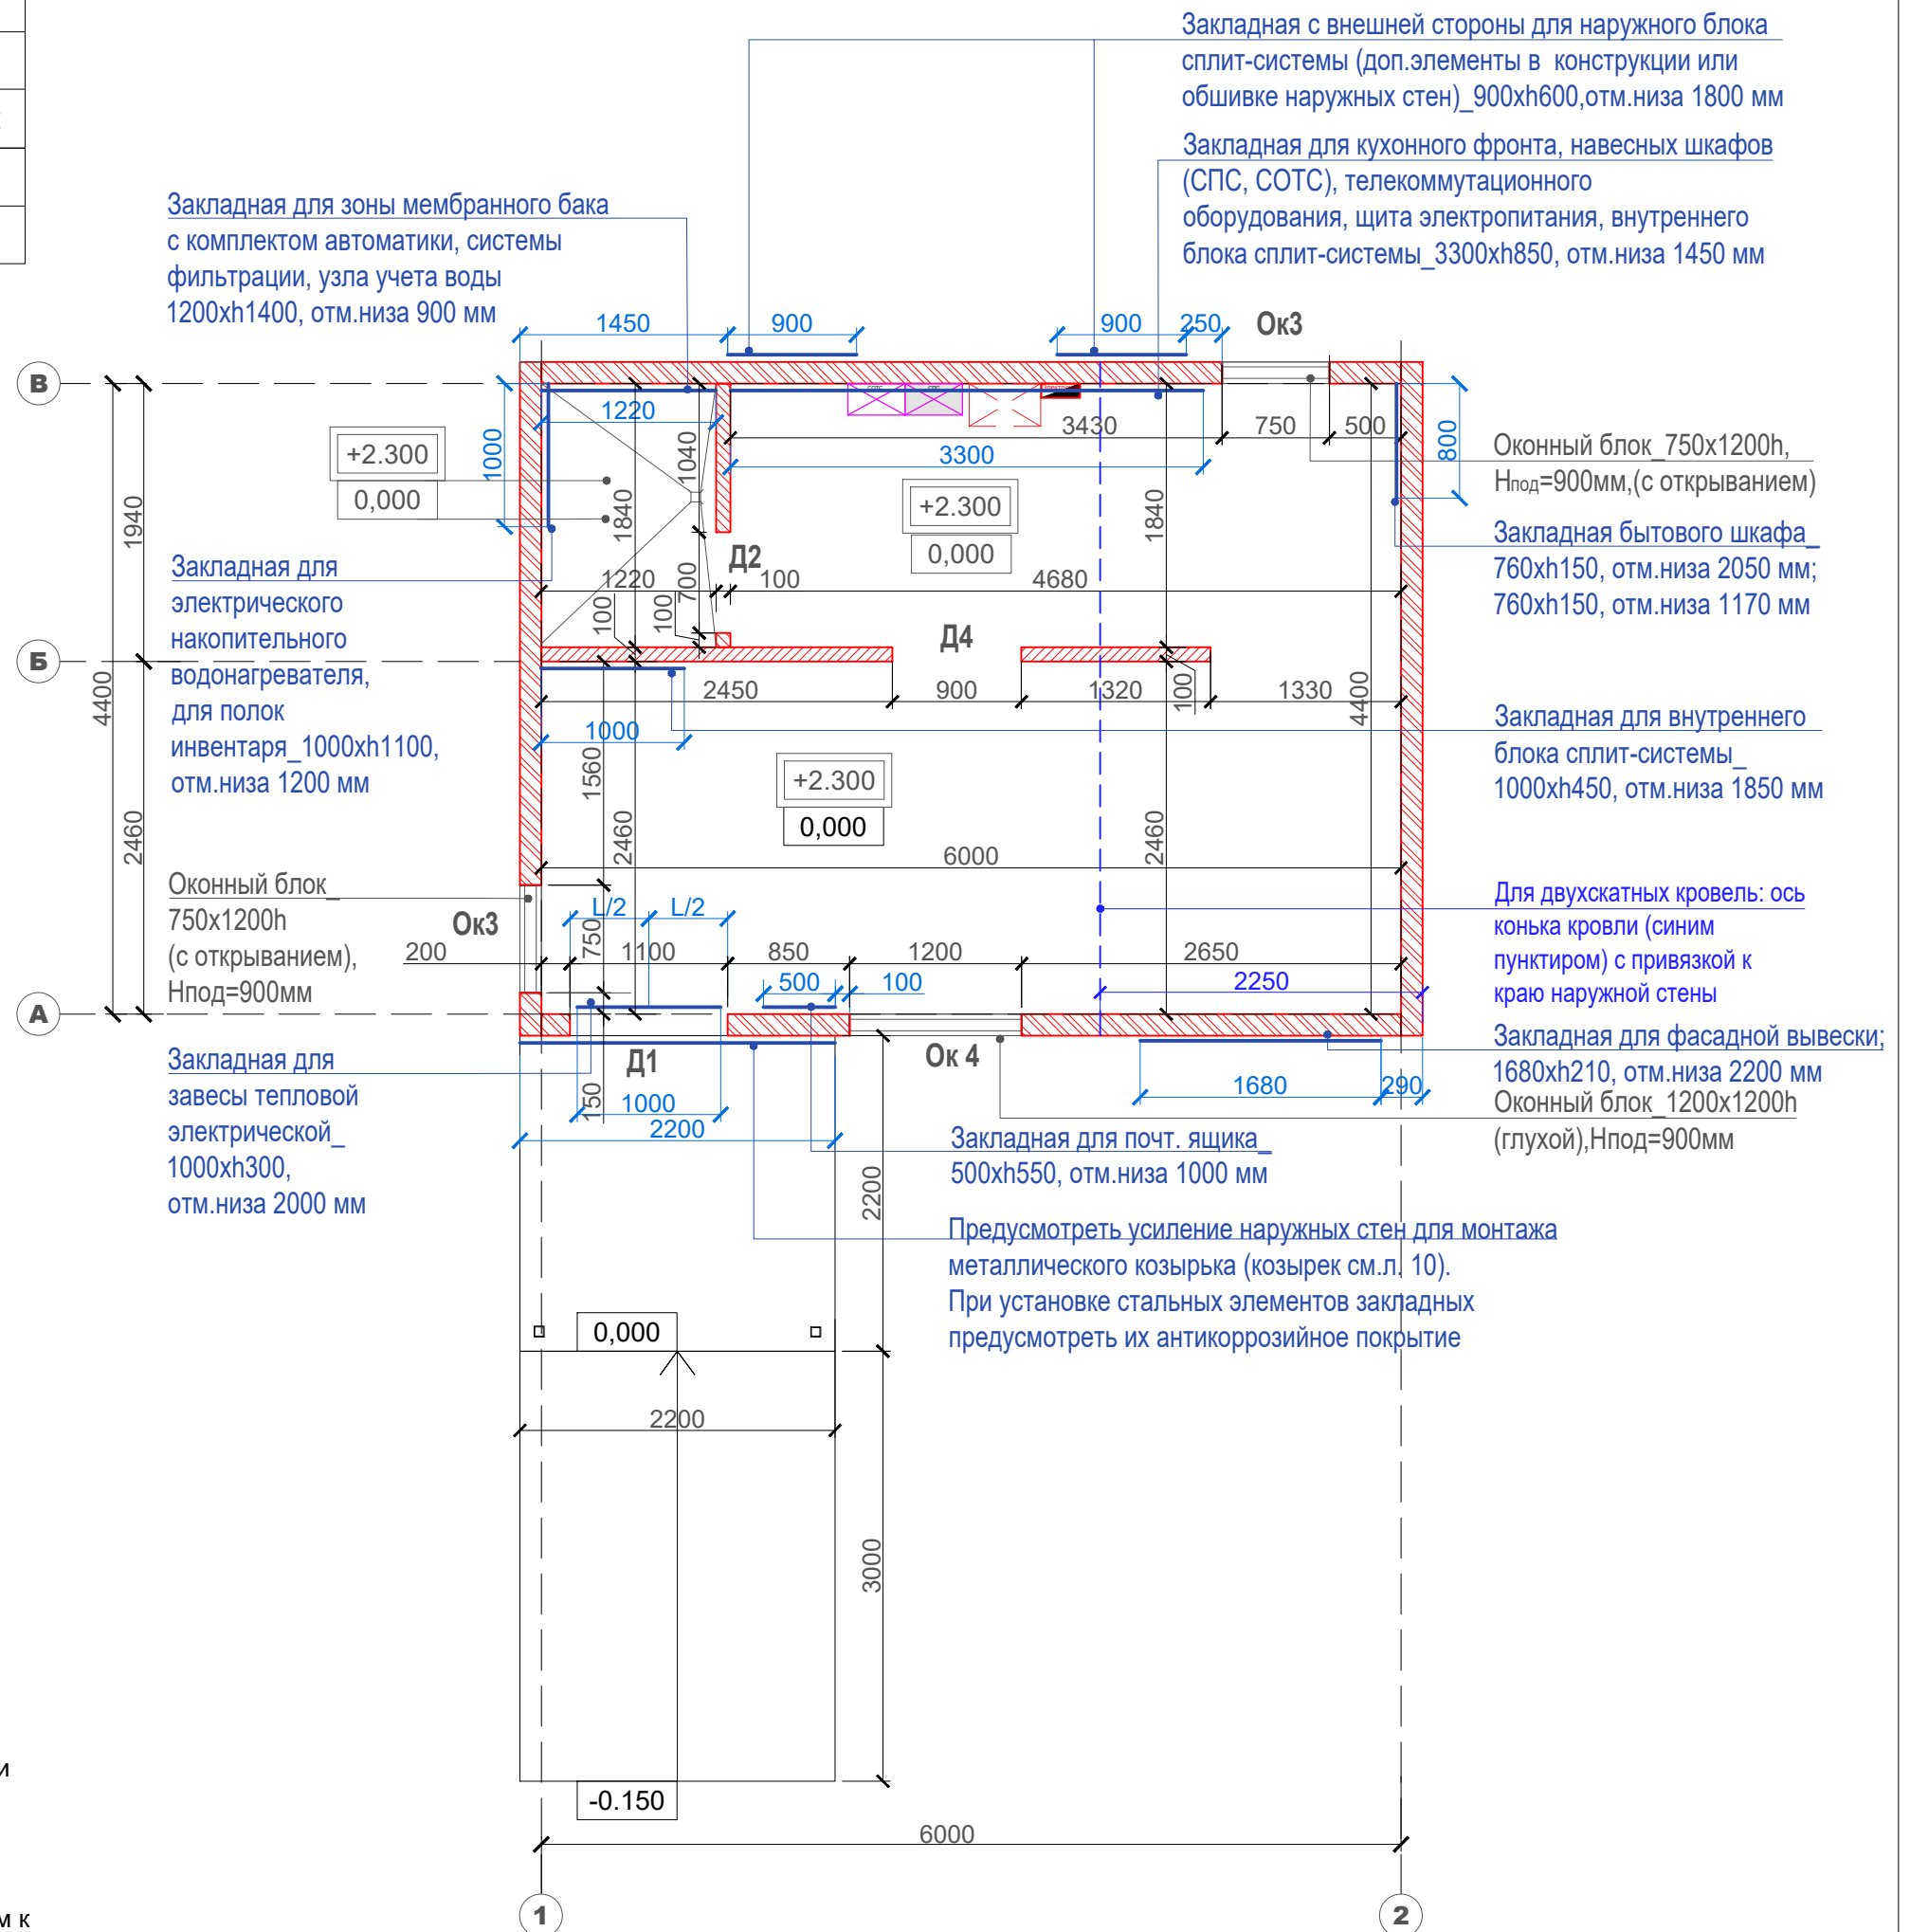 Закладная с внешней стороны для наружного блока
сплит-системы (доп.элементы в конструкции или
обшивке наружных стен)_900xh600,отм.низа 1800 мм
Закладная для кухонного фронта, навесных шкафов
(СПС, СОТС), телекоммутационного
оборудования, щита электропитания, внутреннего
блока сплит-системы_3300xh850, отм.низа 1450 мм
Закладная для зоны мембранного бака
с комплектом автоматики, системы
фильтрации, узла учета воды
1200xh1400, отм.низа 900 мм
1450
900
900
250
Ок3
В
СОТС
СПС
1220
1000
1040
3430
750
500
800
3300
+2.300
0,000
1940
1840
+2.300
0,000
1840
Оконный блок_750x1200h,
Hпод=900мм,(с открыванием)
Закладная бытового шкафа_
760xh150, отм.низа 2050 мм;
760xh150, отм.низа 1170 мм
Закладная для
электрического
накопительного
водонагревателя,
для полок
инвентаря_1000xh1100,
отм.низа 1200 мм
Д2
1220
700
100
4680
100
100
Д4
Б
4400
2450
900
1320
100
1330
4400
1000
1560
Закладная для внутреннего
блока сплит-системы_
1000xh450, отм.низа 1850 мм
+2.300
0,000
2460
2460
2460
6000
Оконный блок_
750x1200h
(с открыванием),
Hпод=900мм
Ок3
L/2
L/2
750
200
1100
850
1200
2650
500
100
2250
Для двухскатных кровель: ось
конька кровли (синим
пунктиром) с привязкой к
краю наружной стены
А
Д1
Ок 4
Закладная для фасадной вывески;
1680xh210, отм.низа 2200 мм
Закладная для
завесы тепловой
электрической_
1000xh300,
отм.низа 2000 мм
150
1000
2200
1680
290
Оконный блок_1200x1200h
(глухой),Hпод=900мм
Закладная для почт. ящика_
500xh550, отм.низа 1000 мм
2200
Предусмотреть усиление наружных стен для монтажа
металлического козырька (козырек см.л. 10).
При установке стальных элементов закладных
предусмотреть их антикоррозийное покрытие
0,000
2200
3000
и
-0.150
6000
м к
1
2